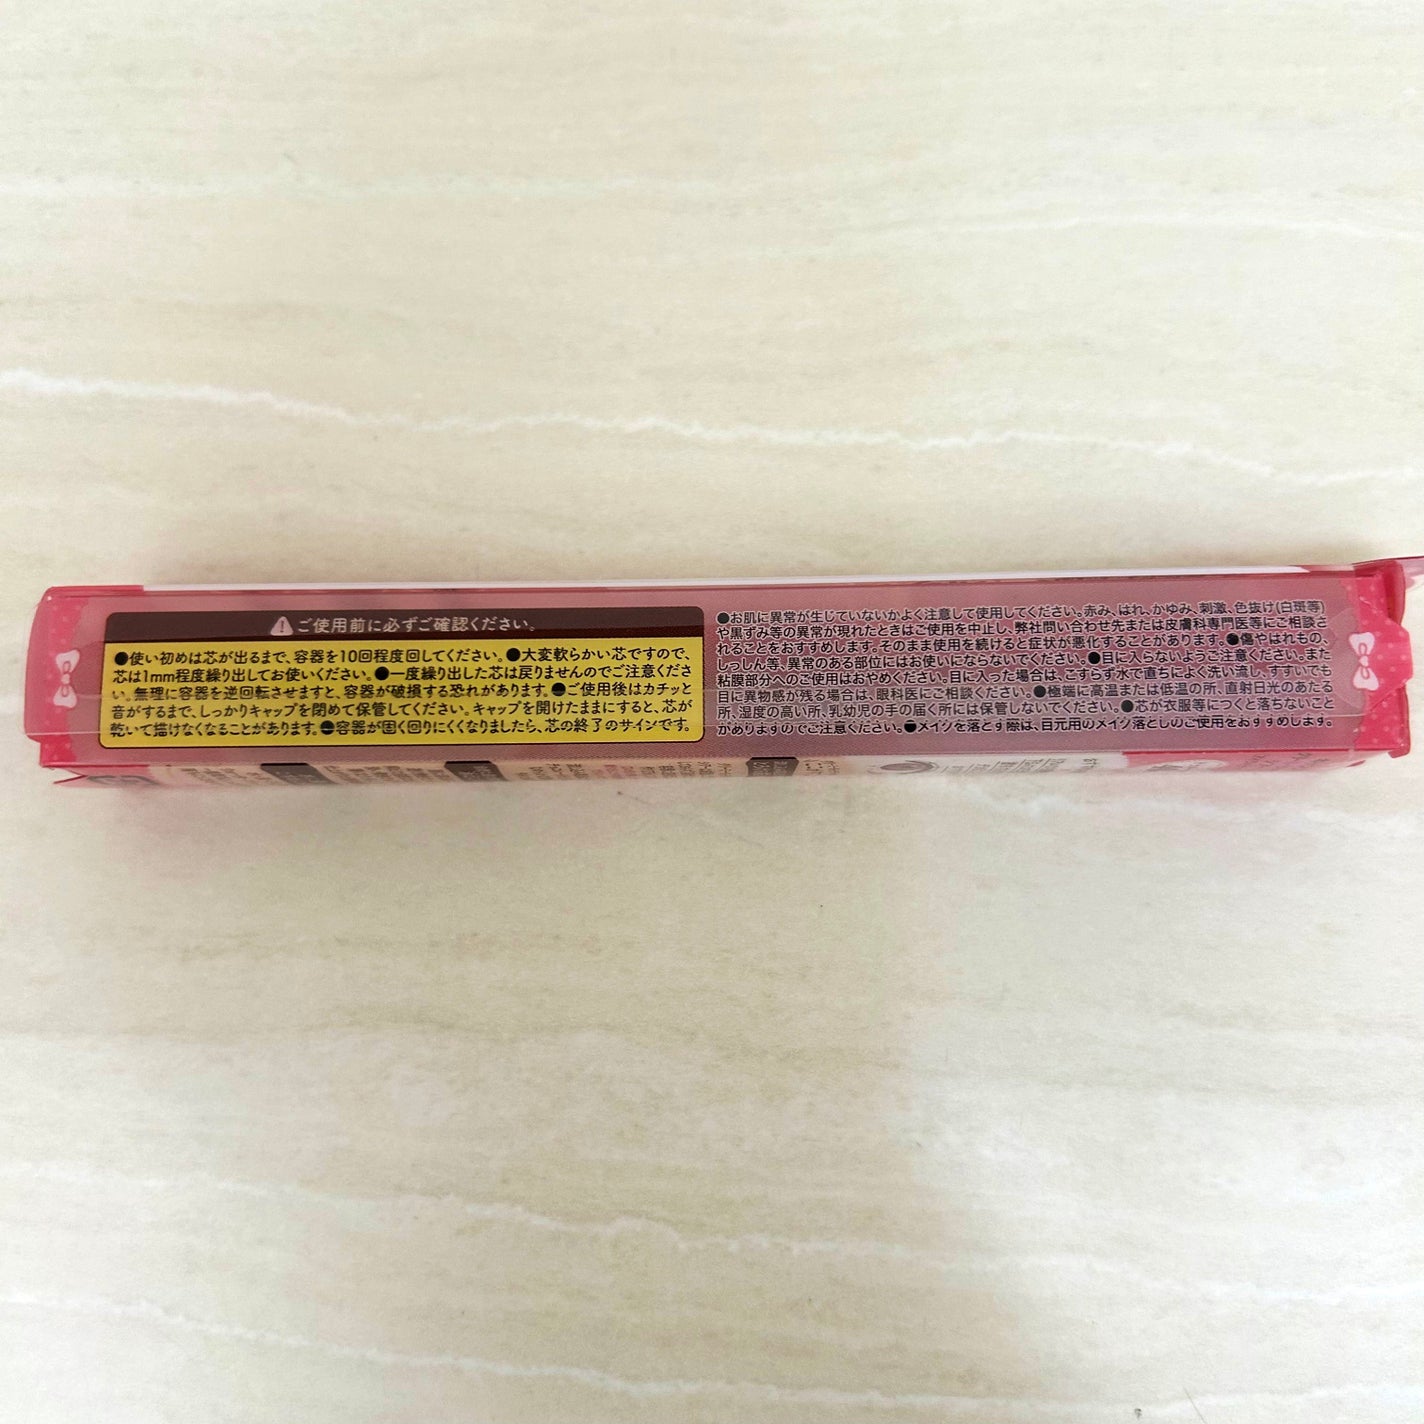 ご使用前に必ずご確認ください。
●使い初めは芯が出るまで、容器を10回程度回してください。●大変軟らかい芯ですので、
芯は1mm程度繰り出してお使いください。●一度繰り出した芯は戻りませんのでご注意くださ
い。無理に容器を逆回転させますと、容器が破損する恐れがあります。●ご使用後はカチッと
音がするまで、しっかりキャップを閉めて保管してください。キャップを開けたままにすると、芯が
乾いて描けなくなることがあります。●容器が固く回りにくくなりましたら、芯の終了のサインです。
●お肌に異常が生じていないかよく注意して使用してください。赤み、はれ、かゆみ、刺激、色抜け(白斑等)
や黒ずみ等の異常が現れたときはご使用を中止し、弊社問い合わせ先または皮膚科専門医等にご相談さ
れることをおすすめします。そのまま使用を続けると症状が悪化することがあります。●傷やはれもの、
しっしん等、異常のある部位にはお使いにならないでください。●目に入らないようご注意ください。また
粘膜部分へのご使用はおやめください。目に入った場合は、こすらず水で直ちによく洗い流し、すすいでも
目に異物感が残る場合は、眼科医にご相談ください。●極端に高温または低温の所、直射日光のあたる
所、湿度の高い所、乳幼児の手の届く所には保管しないでください。●芯が衣服等につくと落ちないこと
がありますのでご注意ください。●メイクを落とす際は、目元用のメイク落としのご使用をおすすめします。